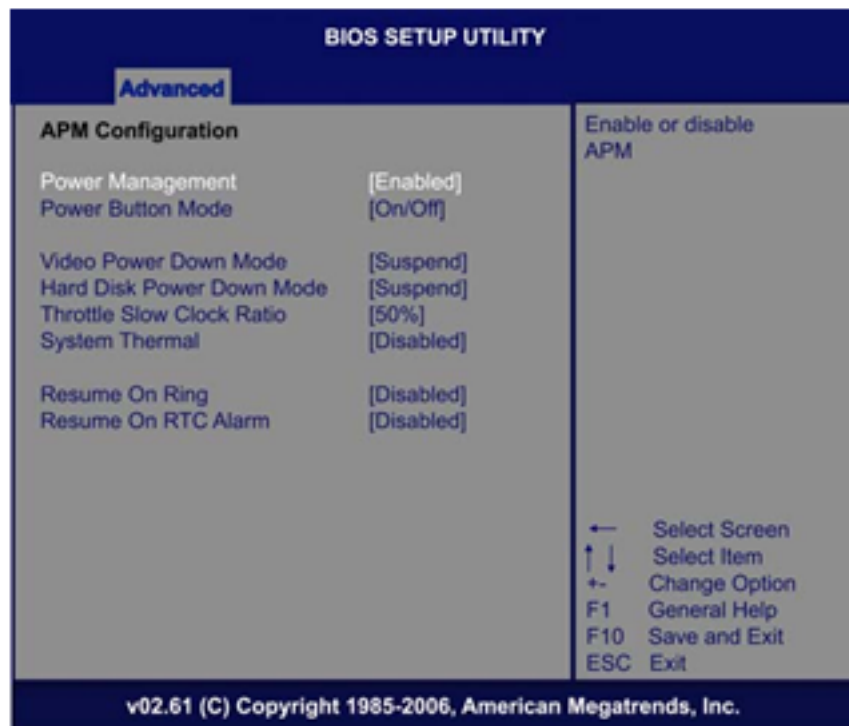 BIOS SETUP UTILITY
Advanced
APM Configuration
Power Management [Enabled]
Power Button Mode [On/Off]
Video Power Down Mode [Suspend]
Hard Disk Power Down Mode [Suspend]
Throttle Slow Clock Ratio [50%]
System Thermal [Disabled]
Resume On Ring [Disabled]
Resume On RTC Alarm [Disabled]
Enable or disable
APM
← Select Screen
↑ ↓ Select Item
+- Change Option
F1 General Help
F10 Save and Exit
ESC Exit
v02.61 (C) Copyright 1985-2006, American Megatrends, Inc.